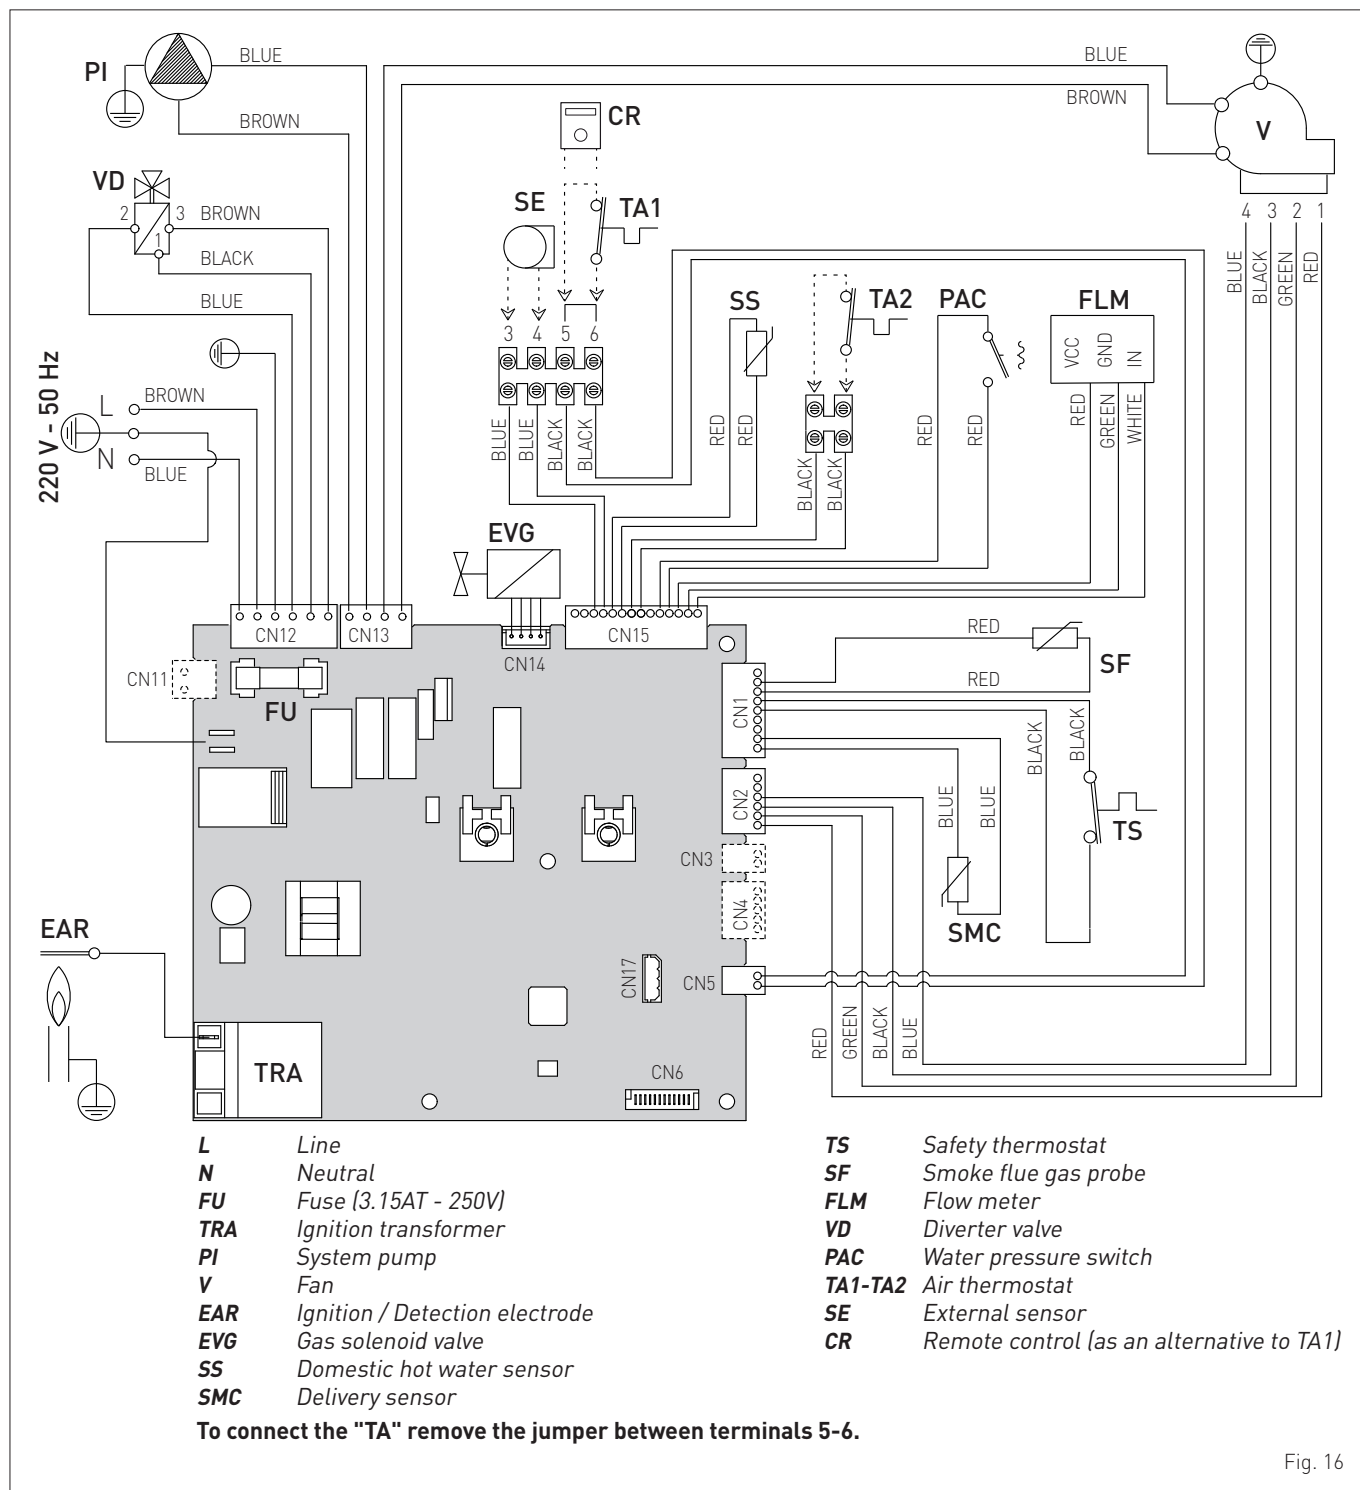 PI
BLUE
BROWN
BLUE
BROWN
V
4 3 2 1
BLUE
BLACK
GREEN
RED
CR
SE
TA1
VD
2
3
1
BROWN
BLACK
BLUE
3 4 5 6
BLUE
BLUE
BLACK
BLACK
SS
RED
RED
TA2
BLACK
BLACK
PAC
RED
RED
FLM
VCC
GND
IN
RED
GREEN
WHITE
220 V - 50 Hz
L
BROWN
N
BLUE
EVG
CN12
CN13
CN14
CN15
CN11
FU
CN1
RED
RED
SF
BLACK
BLACK
TS
BLUE
BLUE
SMC
CN2
CN3
CN4
CN5
CN17
CN6
RED
GREEN
BLACK
BLUE
EAR
TRA
L Line
N Neutral
FU Fuse (3.15AT - 250V)
TRA Ignition transformer
PI System pump
V Fan
EAR Ignition / Detection electrode
EVG Gas solenoid valve
SS Domestic hot water sensor
SMC Delivery sensor
TS Safety thermostat
SF Smoke flue gas probe
FLM Flow meter
VD Diverter valve
PAC Water pressure switch
TA1-TA2 Air thermostat
SE External sensor
CR Remote control (as an alternative to TA1)
To connect the "TA" remove the jumper between terminals 5-6.
Fig. 16